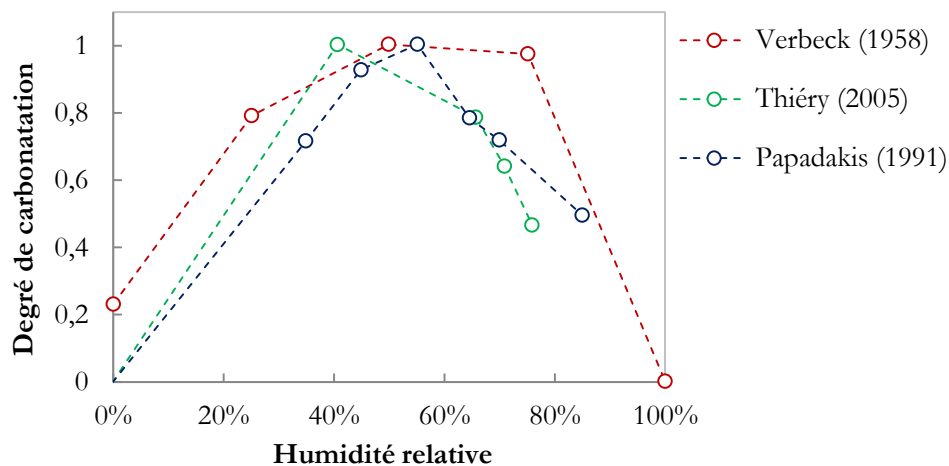 1
0,8
0,6
0,4
0,2
0
0%
20%
40%
60%
80%
100%
Degré de carbonatation
Humidité relative
Verbeck (1958)
Thiéry (2005)
Papadakis (1991)